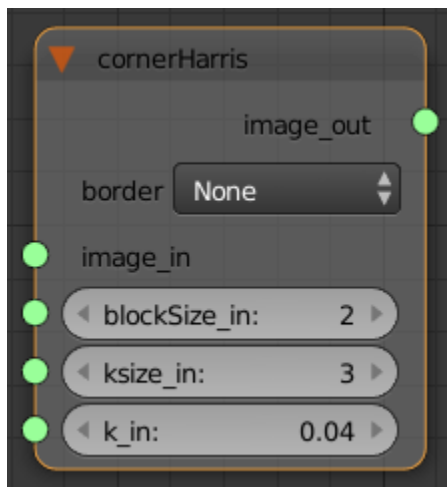 cornerHarris
image_out
border None
image_in
blockSize_in: 2
ksize_in: 3
k_in: 0.04